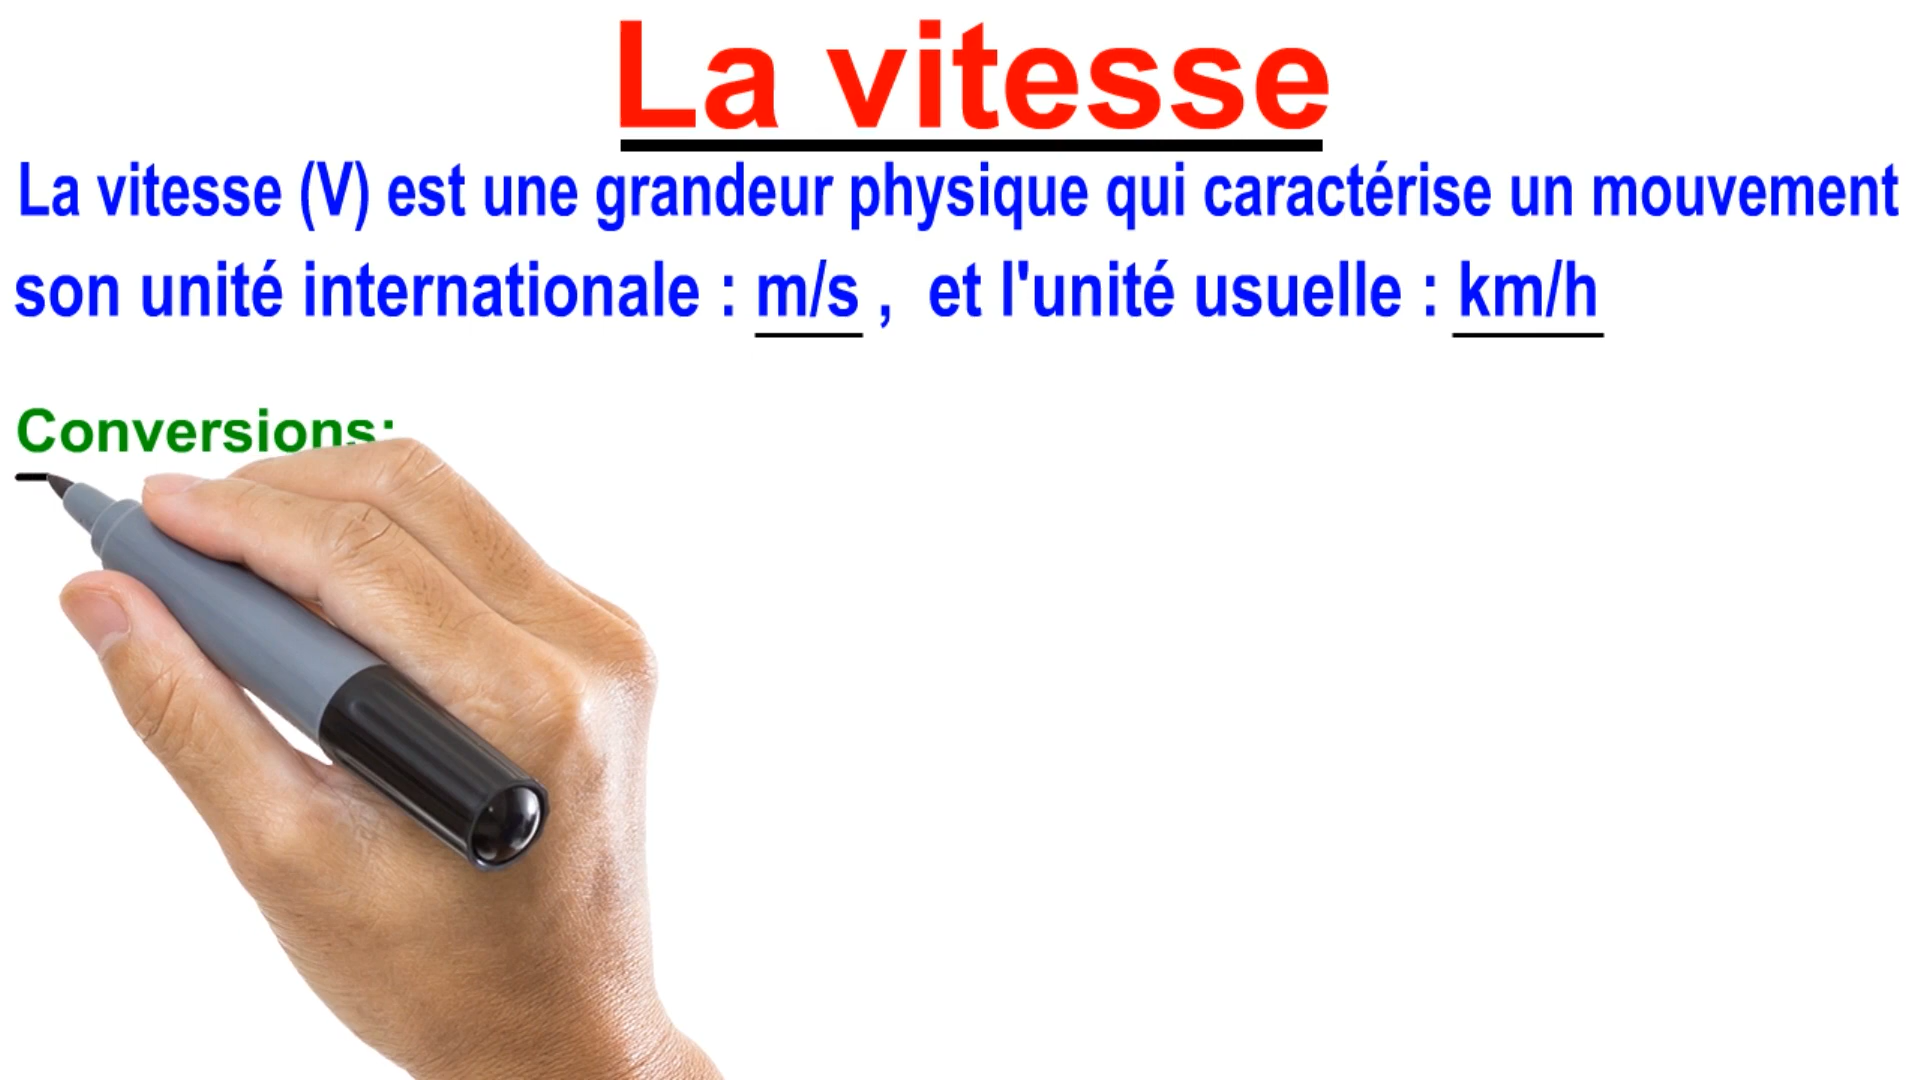 La vitesse
La vitesse (V) est une grandeur physique qui caractérise un mouvement
son unité internationale : m/s , et l'unité usuelle : km/h
Conversions: